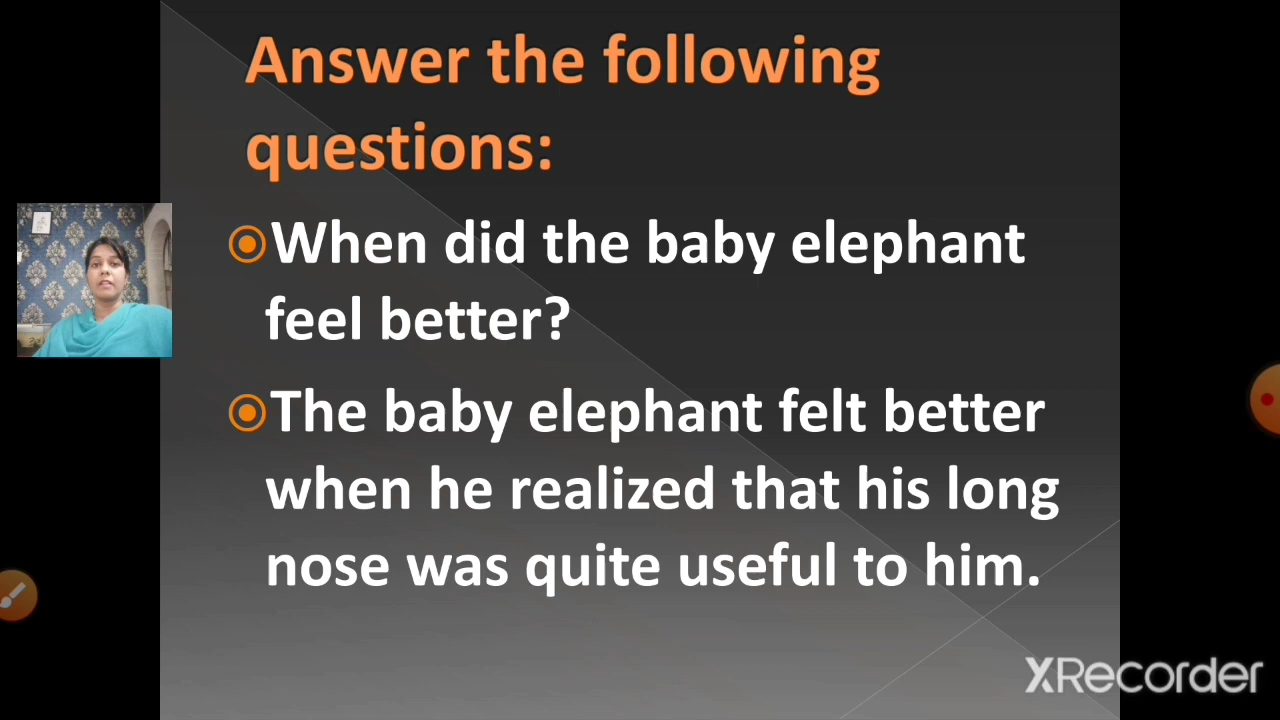 Answer the following
questions:
When did the baby elephant
feel better?
The baby elephant felt better
when he realized that his long
nose was quite useful to him.
XRecorder